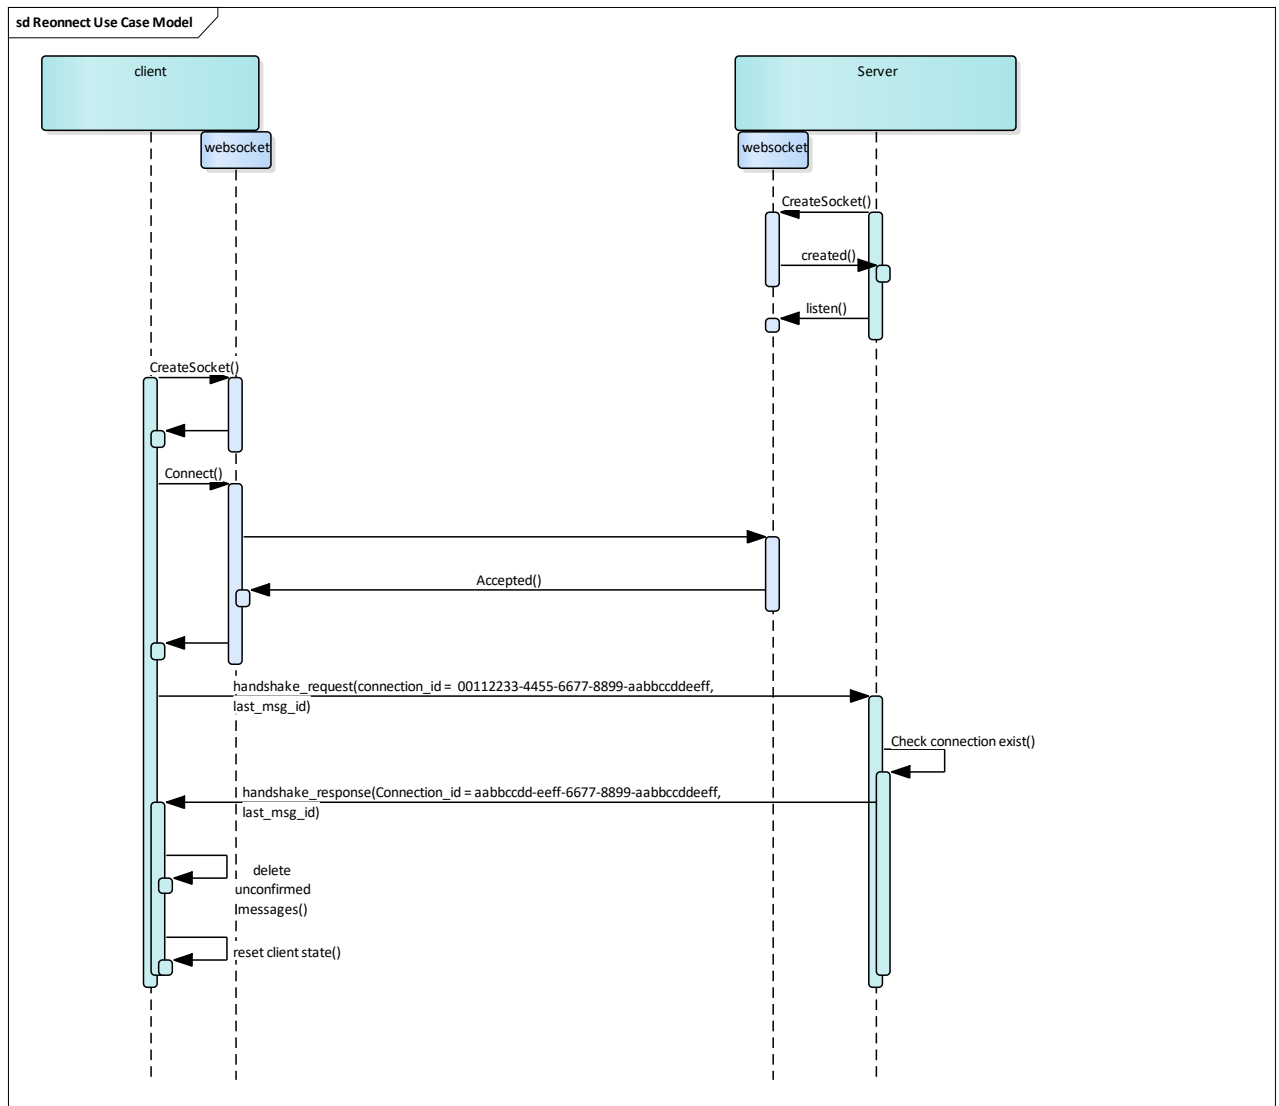 sd Reonnect Use Case Model
client
Server
websocket
websocket
CreateSocket()
created()
listen()
CreateSocket()
Connect()
Accepted()
handshake_request(connection_id = 00112233-4455-6677-8899-aabbccddeeff,
last_msg_id)
Check connection exist()
handshake_response(Connection_id = aabbccdd-eeff-6677-8899-aabbccddeeff,
last_msg_id)
delete
unconfirmed
messages()
reset client state()